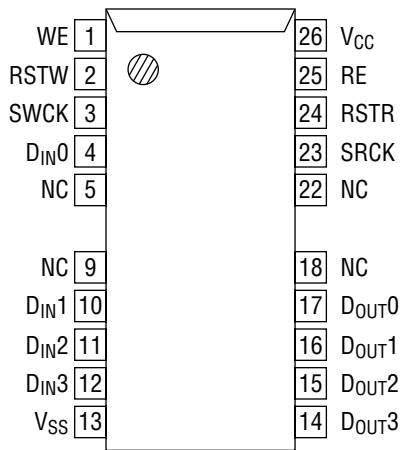 WE 1 26 VCC
RSTW 2 25 RE
SWCK 3 24 RSTR
DIN0 4 23 SRCK
NC 5 22 NC
NC 9 18 NC
DIN1 10 17 DOUT0
DIN2 11 16 DOUT1
DIN3 12 15 DOUT2
VSS 13 14 DOUT3